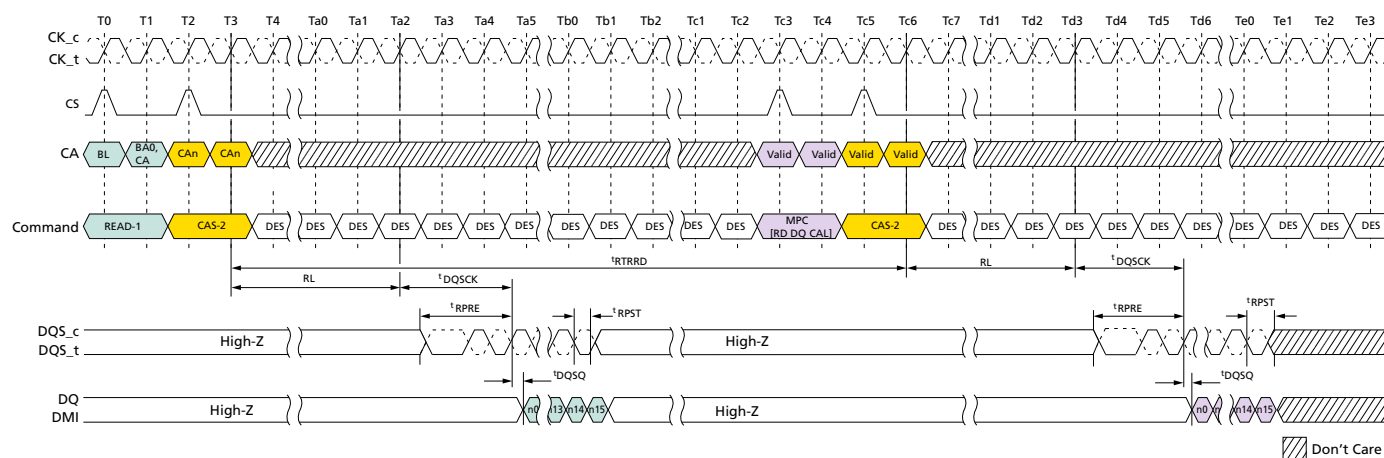 T0 T1 T2 T3 T4 Ta0 Ta1 Ta2 Ta3 Ta4 Ta5 Tb0 Tb1 Tb2 Tc1 Tc2 Tc3 Tc4 Tc5 Tc6 Tc7 Td1 Td2 Td3 Td4 Td5 Td6 Te0 Te1 Te2 Te3
CK_c
CK_t
CS
CA BL BA0, CA CAn CAn Valid Valid Valid Valid
Command READ-1 CAS-2 DES DES DES DES DES DES DES DES DES DES DES DES MPC [RD DQ CAL] CAS-2 DES DES DES DES DES DES DES DES DES DES DES
tRTRRD
RL tDQSCK RL tDQSCK
tRPRE tRPST tRPRE tRPST
DQS_c
DQS_t High-Z High-Z
tDQSQ tDQSQ
DQ
DMI High-Z n0 n13 n14 n15 High-Z n0 n n14 n15
Don't Care